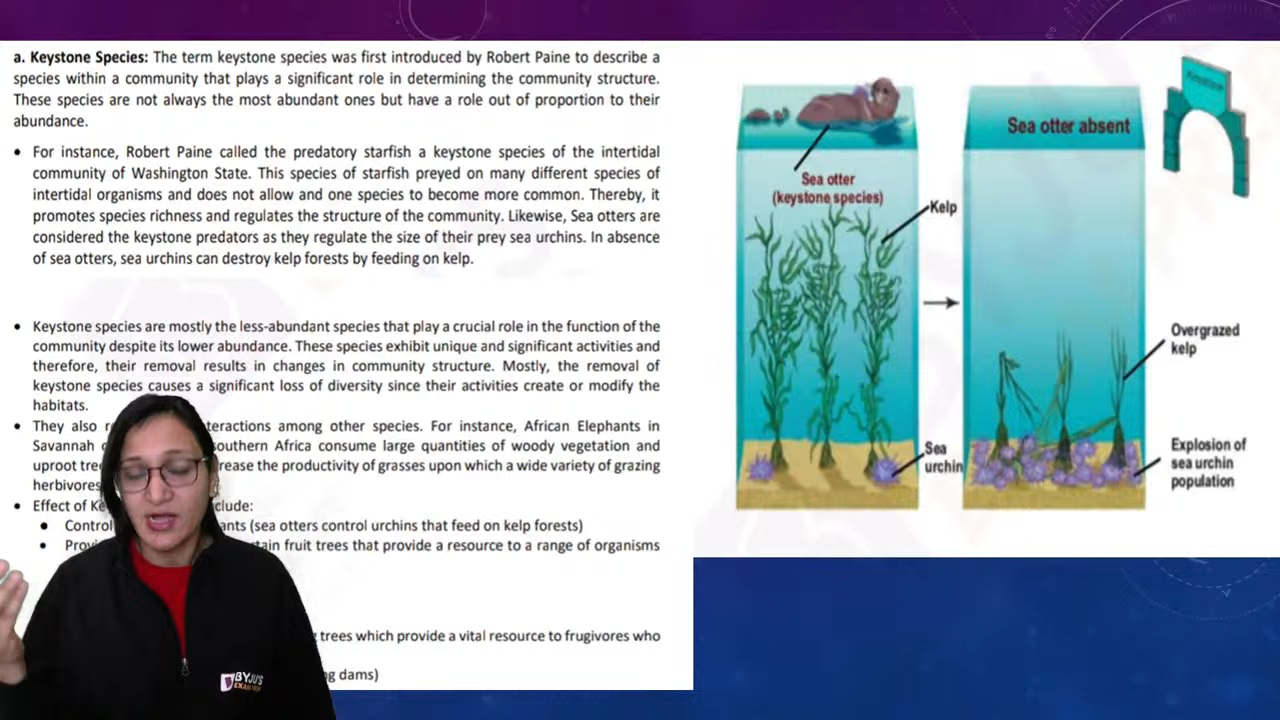 a. Keystone Species: The term keystone species was first introduced by Robert Paine to describe a
species within a community that plays a significant role in determining the community structure.
These species are not always the most abundant ones but have a role out of proportion to their
abundance.
• For instance, Robert Paine called the predatory starfish a keystone species of the intertidal
community of Washington State. This species of starfish preyed on many different species of
intertidal organisms and does not allow and one species to become more common. Thereby, it
promotes species richness and regulates the structure of the community. Likewise, Sea otters are
considered the keystone predators as they regulate the size of their prey sea urchins. In absence
of sea otters, sea urchins can destroy kelp forests by feeding on kelp.
• Keystone species are mostly the less-abundant species that play a crucial role in the function of the
community despite its lower abundance. These species exhibit unique and significant activities and
therefore, their removal results in changes in community structure. Mostly, the removal of
keystone species causes a significant loss of diversity since their activities create or modify the
habitats.
• They also teractions among other species. For instance, African Elephants in
Savannah southern Africa consume large quantities of woody vegetation and
uproot tre rease the productivity of grasses upon which a wide variety of grazing
herbivores
• Effect of Ke clude:
• Control ants (sea otters control urchins that feed on kelp forests)
• Prov tain fruit trees that provide a resource to a range of organisms
trees which provide a vital resource to frugivores who
g dams)
BYJU'S
EXAM PREP
Sea otter
(keystone species)
Kelp
Sea
urchin
Sea otter absent
Overgrazed
kelp
Explosion of
sea urchin
population